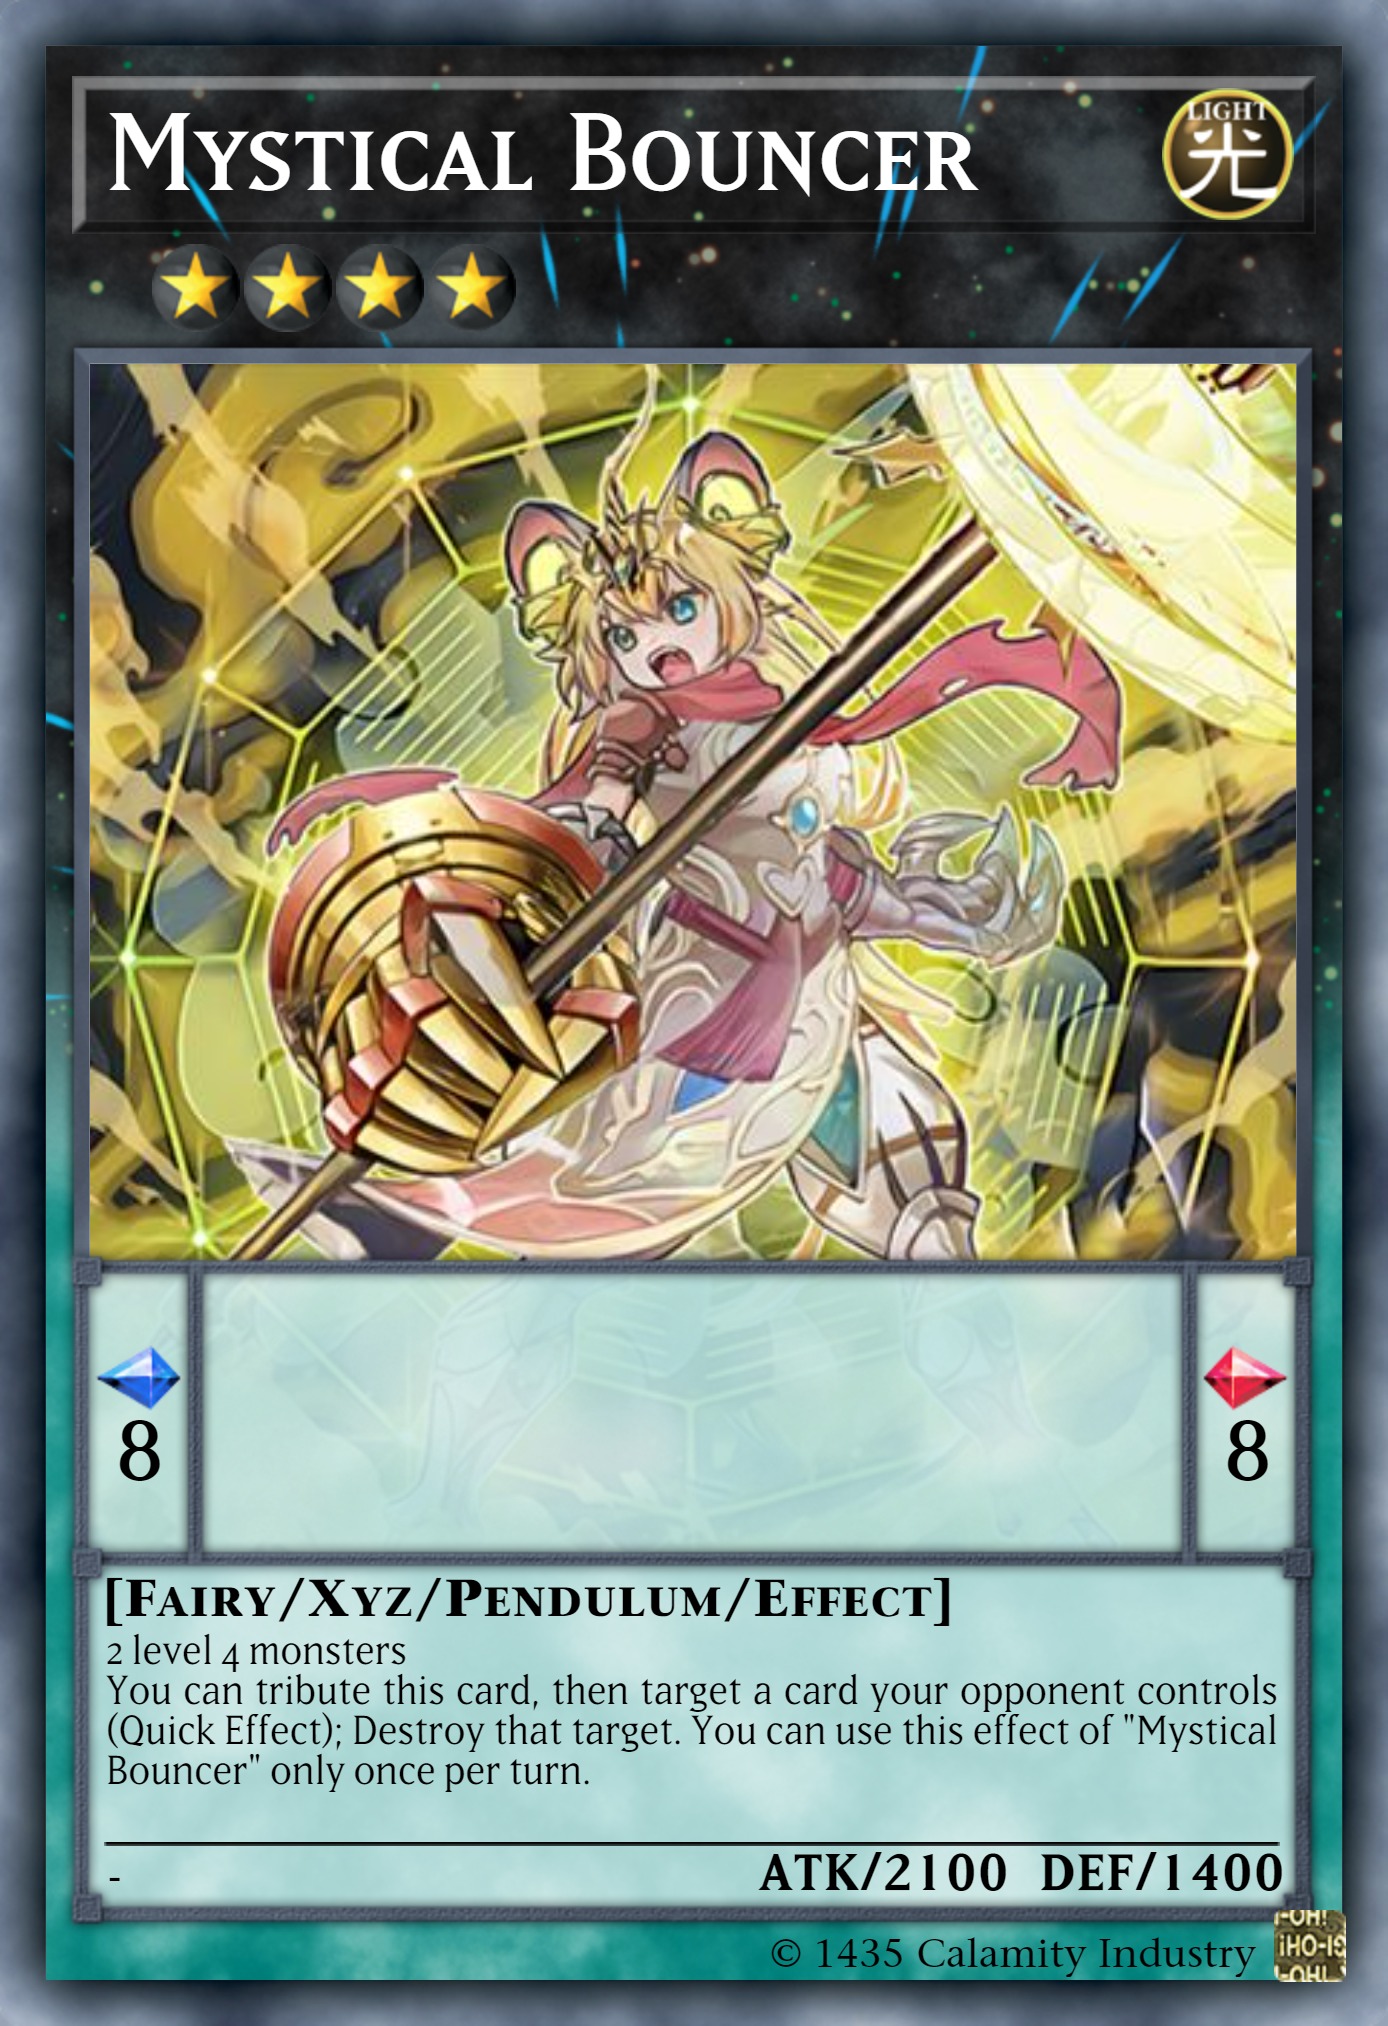 Mystical Bouncer
LIGHT
光
8
8
[Fairy/Xyz/Pendulum/Effect]
2 level 4 monsters
You can tribute this card, then target a card your opponent controls
(Quick Effect); Destroy that target. You can use this effect of "Mystical
Bouncer" only once per turn.
-
ATK/2100 DEF/1400
© 1435 Calamity Industry